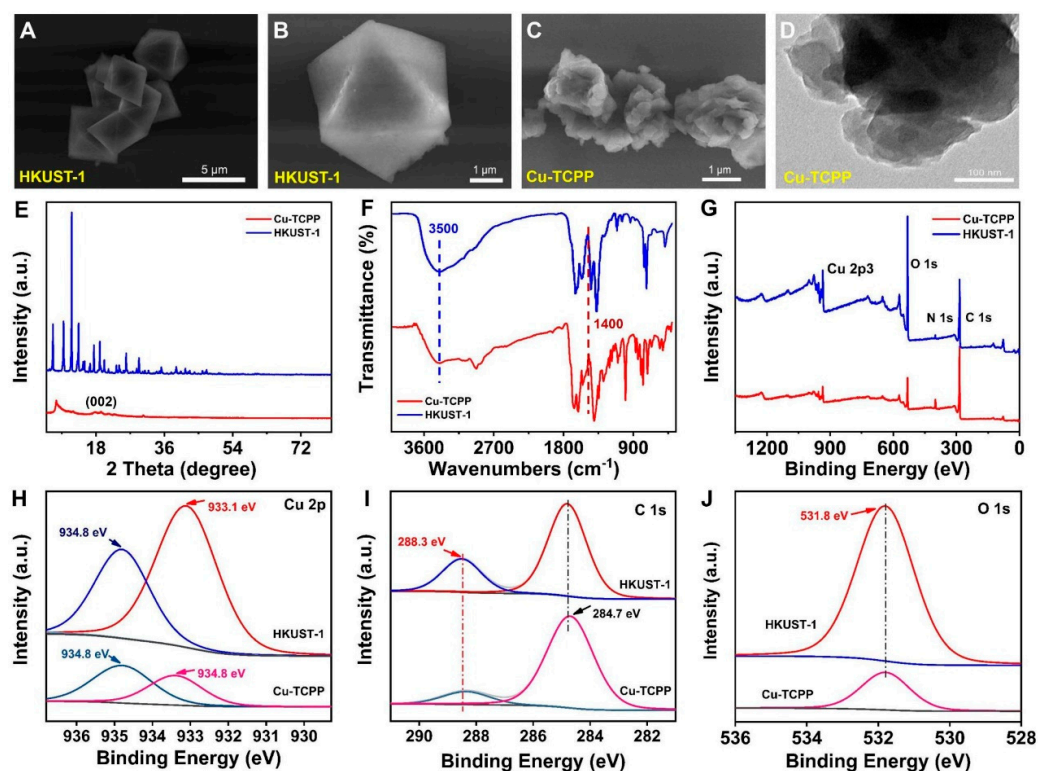 A
HKUST-1
5 µm
B
HKUST-1
1 µm
C
Cu-TCPP
1 µm
D
Cu-TCPP
100 nm
E
Intensity (a.u.)
Cu-TCPP
HKUST-1
(002)
18 36 54 72
2 Theta (degree)
F
Transmittance (%)
3500
1400
Cu-TCPP
HKUST-1
3600 2700 1800 900
Wavenumbers (cm⁻¹)
G
Intensity (a.u.)
Cu-TCPP
HKUST-1
Cu 2p3
O 1s
N 1s
C 1s
1200 900 600 300 0
Binding Energy (eV)
H
Cu 2p
Intensity (a.u.)
933.1 eV
934.8 eV
HKUST-1
934.8 eV
934.8 eV
Cu-TCPP
936 935 934 933 932 931 930
Binding Energy (eV)
I
C 1s
Intensity (a.u.)
288.3 eV
HKUST-1
284.7 eV
Cu-TCPP
290 288 286 284 282
Binding Energy (eV)
J
O 1s
Intensity (a.u.)
531.8 eV
HKUST-1
Cu-TCPP
536 534 532 530 528
Binding Energy (eV)